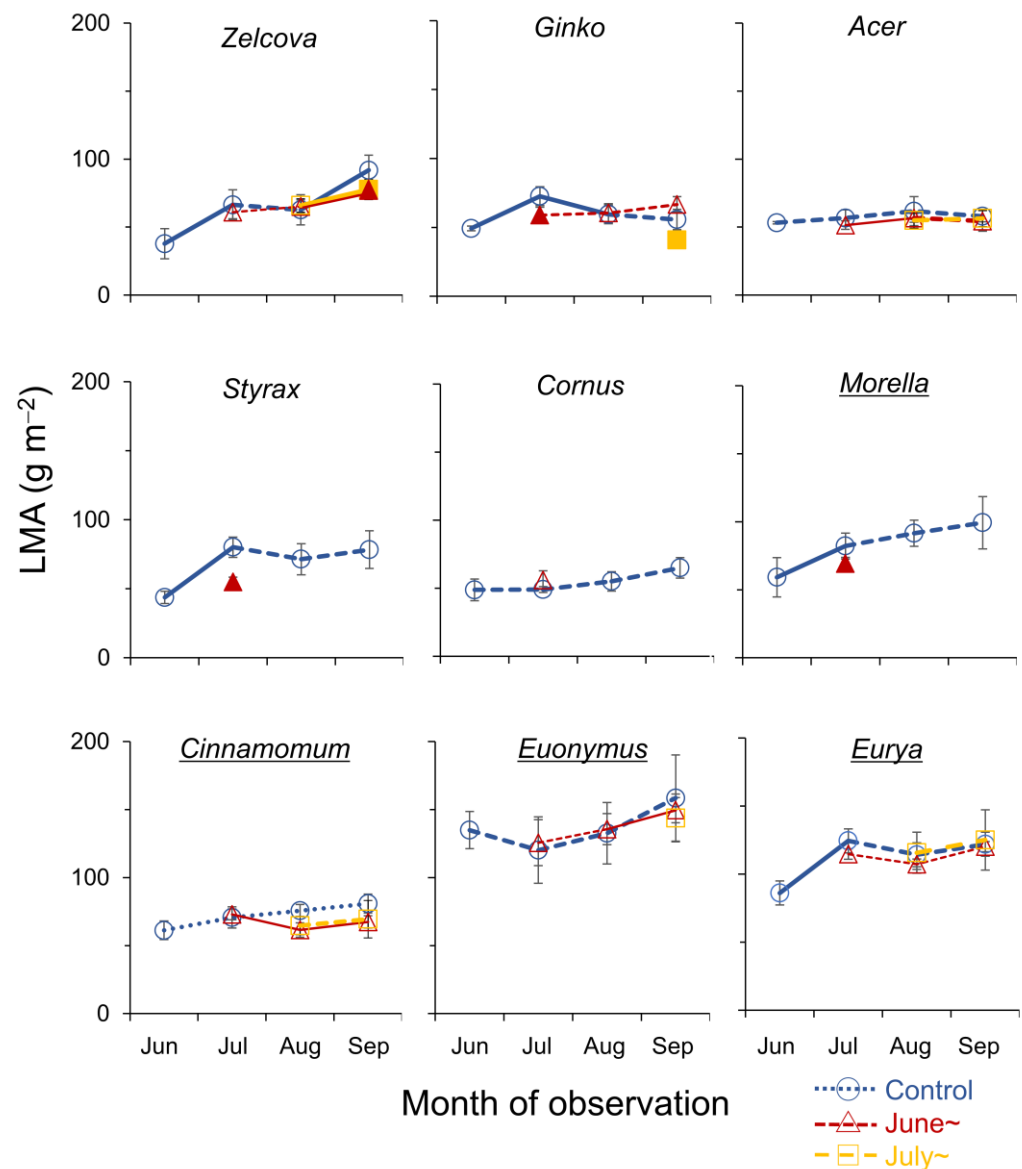 Zelcova
Ginko
Acer
200
100
0
Styrax
Cornus
Morella
200
100
0
LMA (g m⁻²)
Cinnamomum
Euonymus
Eurya
200
100
0
Jun Jul Aug Sep
Jun Jul Aug Sep
Jun Jul Aug Sep
Month of observation
Control
June~
July~